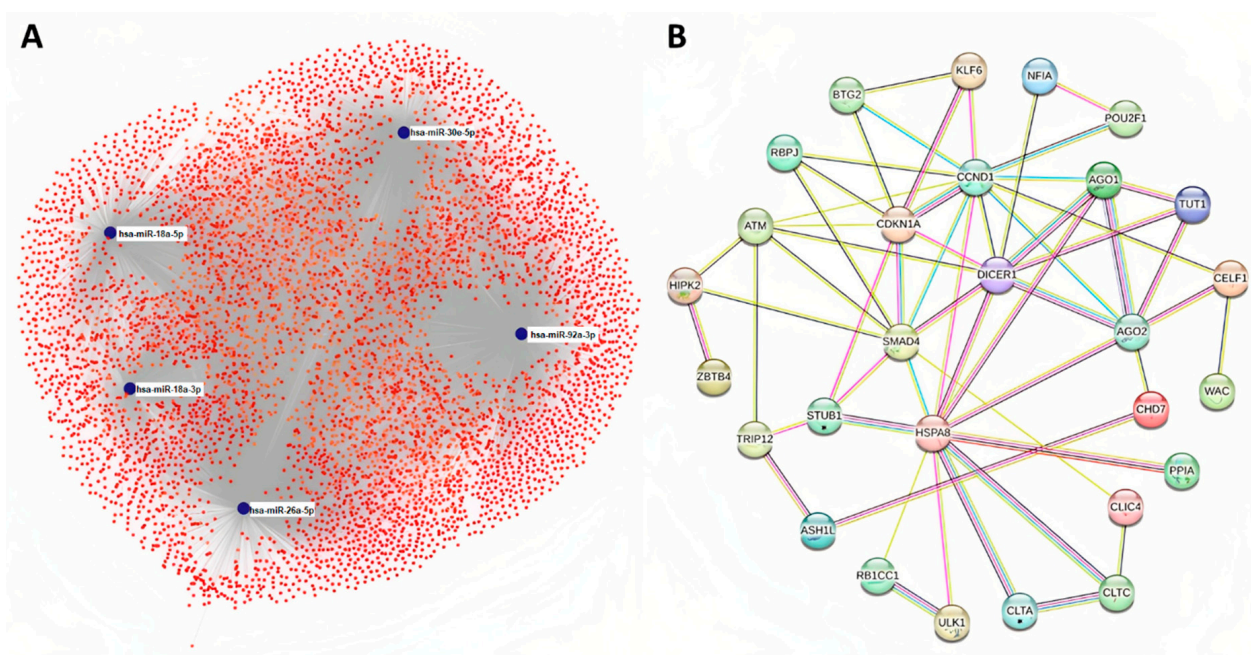 A
hsa-miR-30e-5p
hsa-miR-18a-5p
hsa-miR-92a-3p
hsa-miR-18a-3p
hsa-miR-26a-5p
B
KLF6
NFIA
BTG2
POU2F1
RBPJ
CCND1
AGO1
TUT1
CDKN1A
ATM
DICER1
CELF1
HIPK2
AGO2
SMAD4
ZBTB4
WAC
CHD7
STUB1
HSPA8
TRIP12
PPIA
CLIC4
ASH1L
RB1CC1
CLTC
CLTA
ULK1